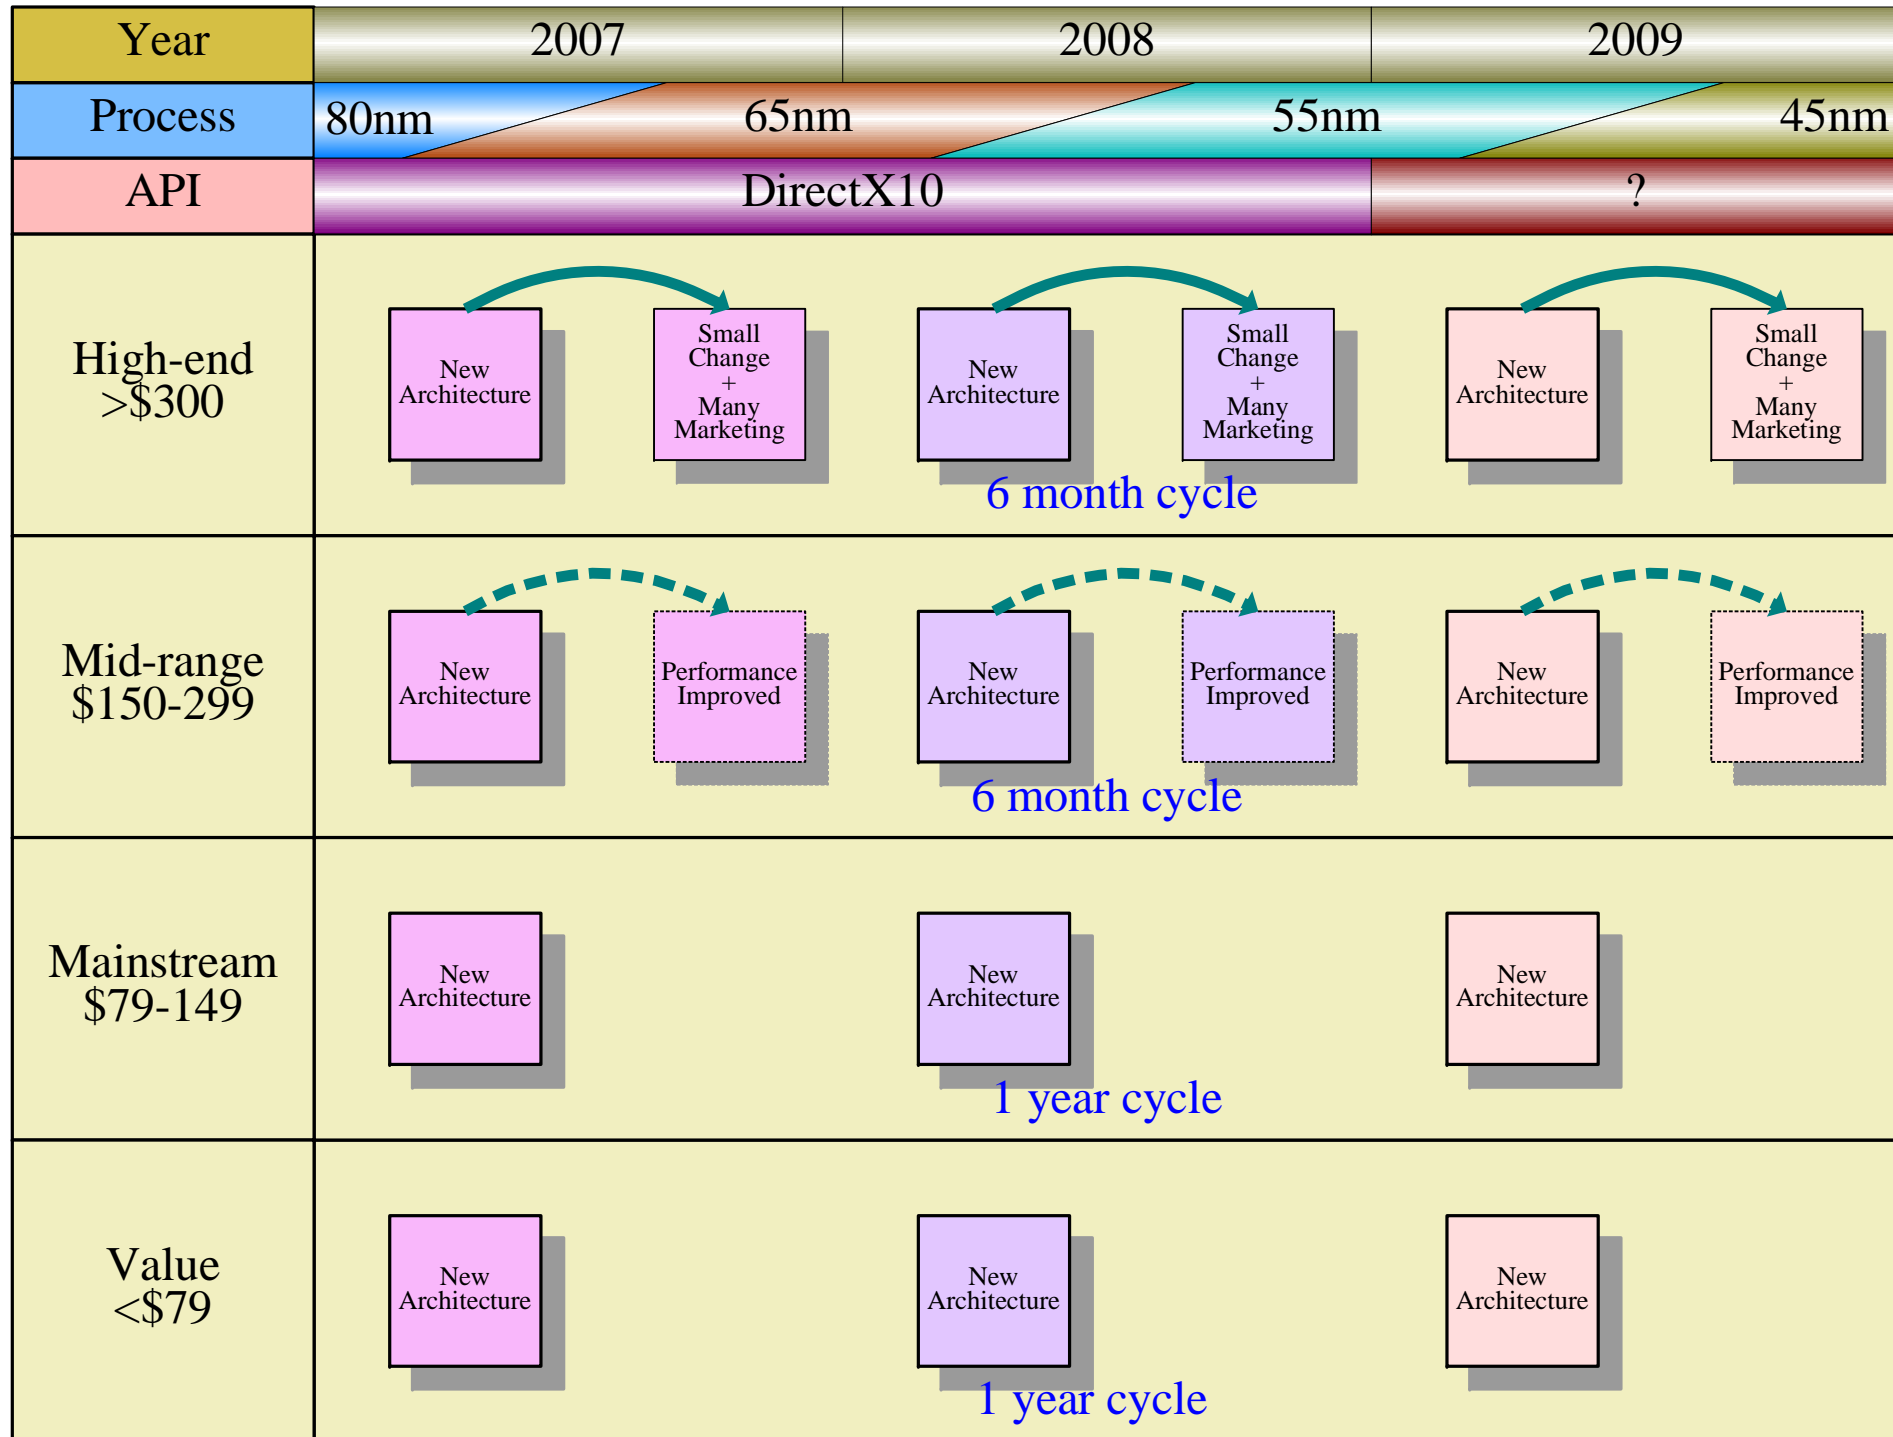 Year
2007
2008
2009
Process
80nm
65nm
55nm
45nm
API
DirectX10
?
High-end
>$300
New
Architecture
Small
Change
+
Many
Marketing
New
Architecture
Small
Change
+
Many
Marketing
New
Architecture
Small
Change
+
Many
Marketing
6 month cycle
Mid-range
$150-299
New
Architecture
Performance
Improved
New
Architecture
Performance
Improved
New
Architecture
Performance
Improved
6 month cycle
Mainstream
$79-149
New
Architecture
New
Architecture
New
Architecture
1 year cycle
Value
<$79
New
Architecture
New
Architecture
New
Architecture
1 year cycle